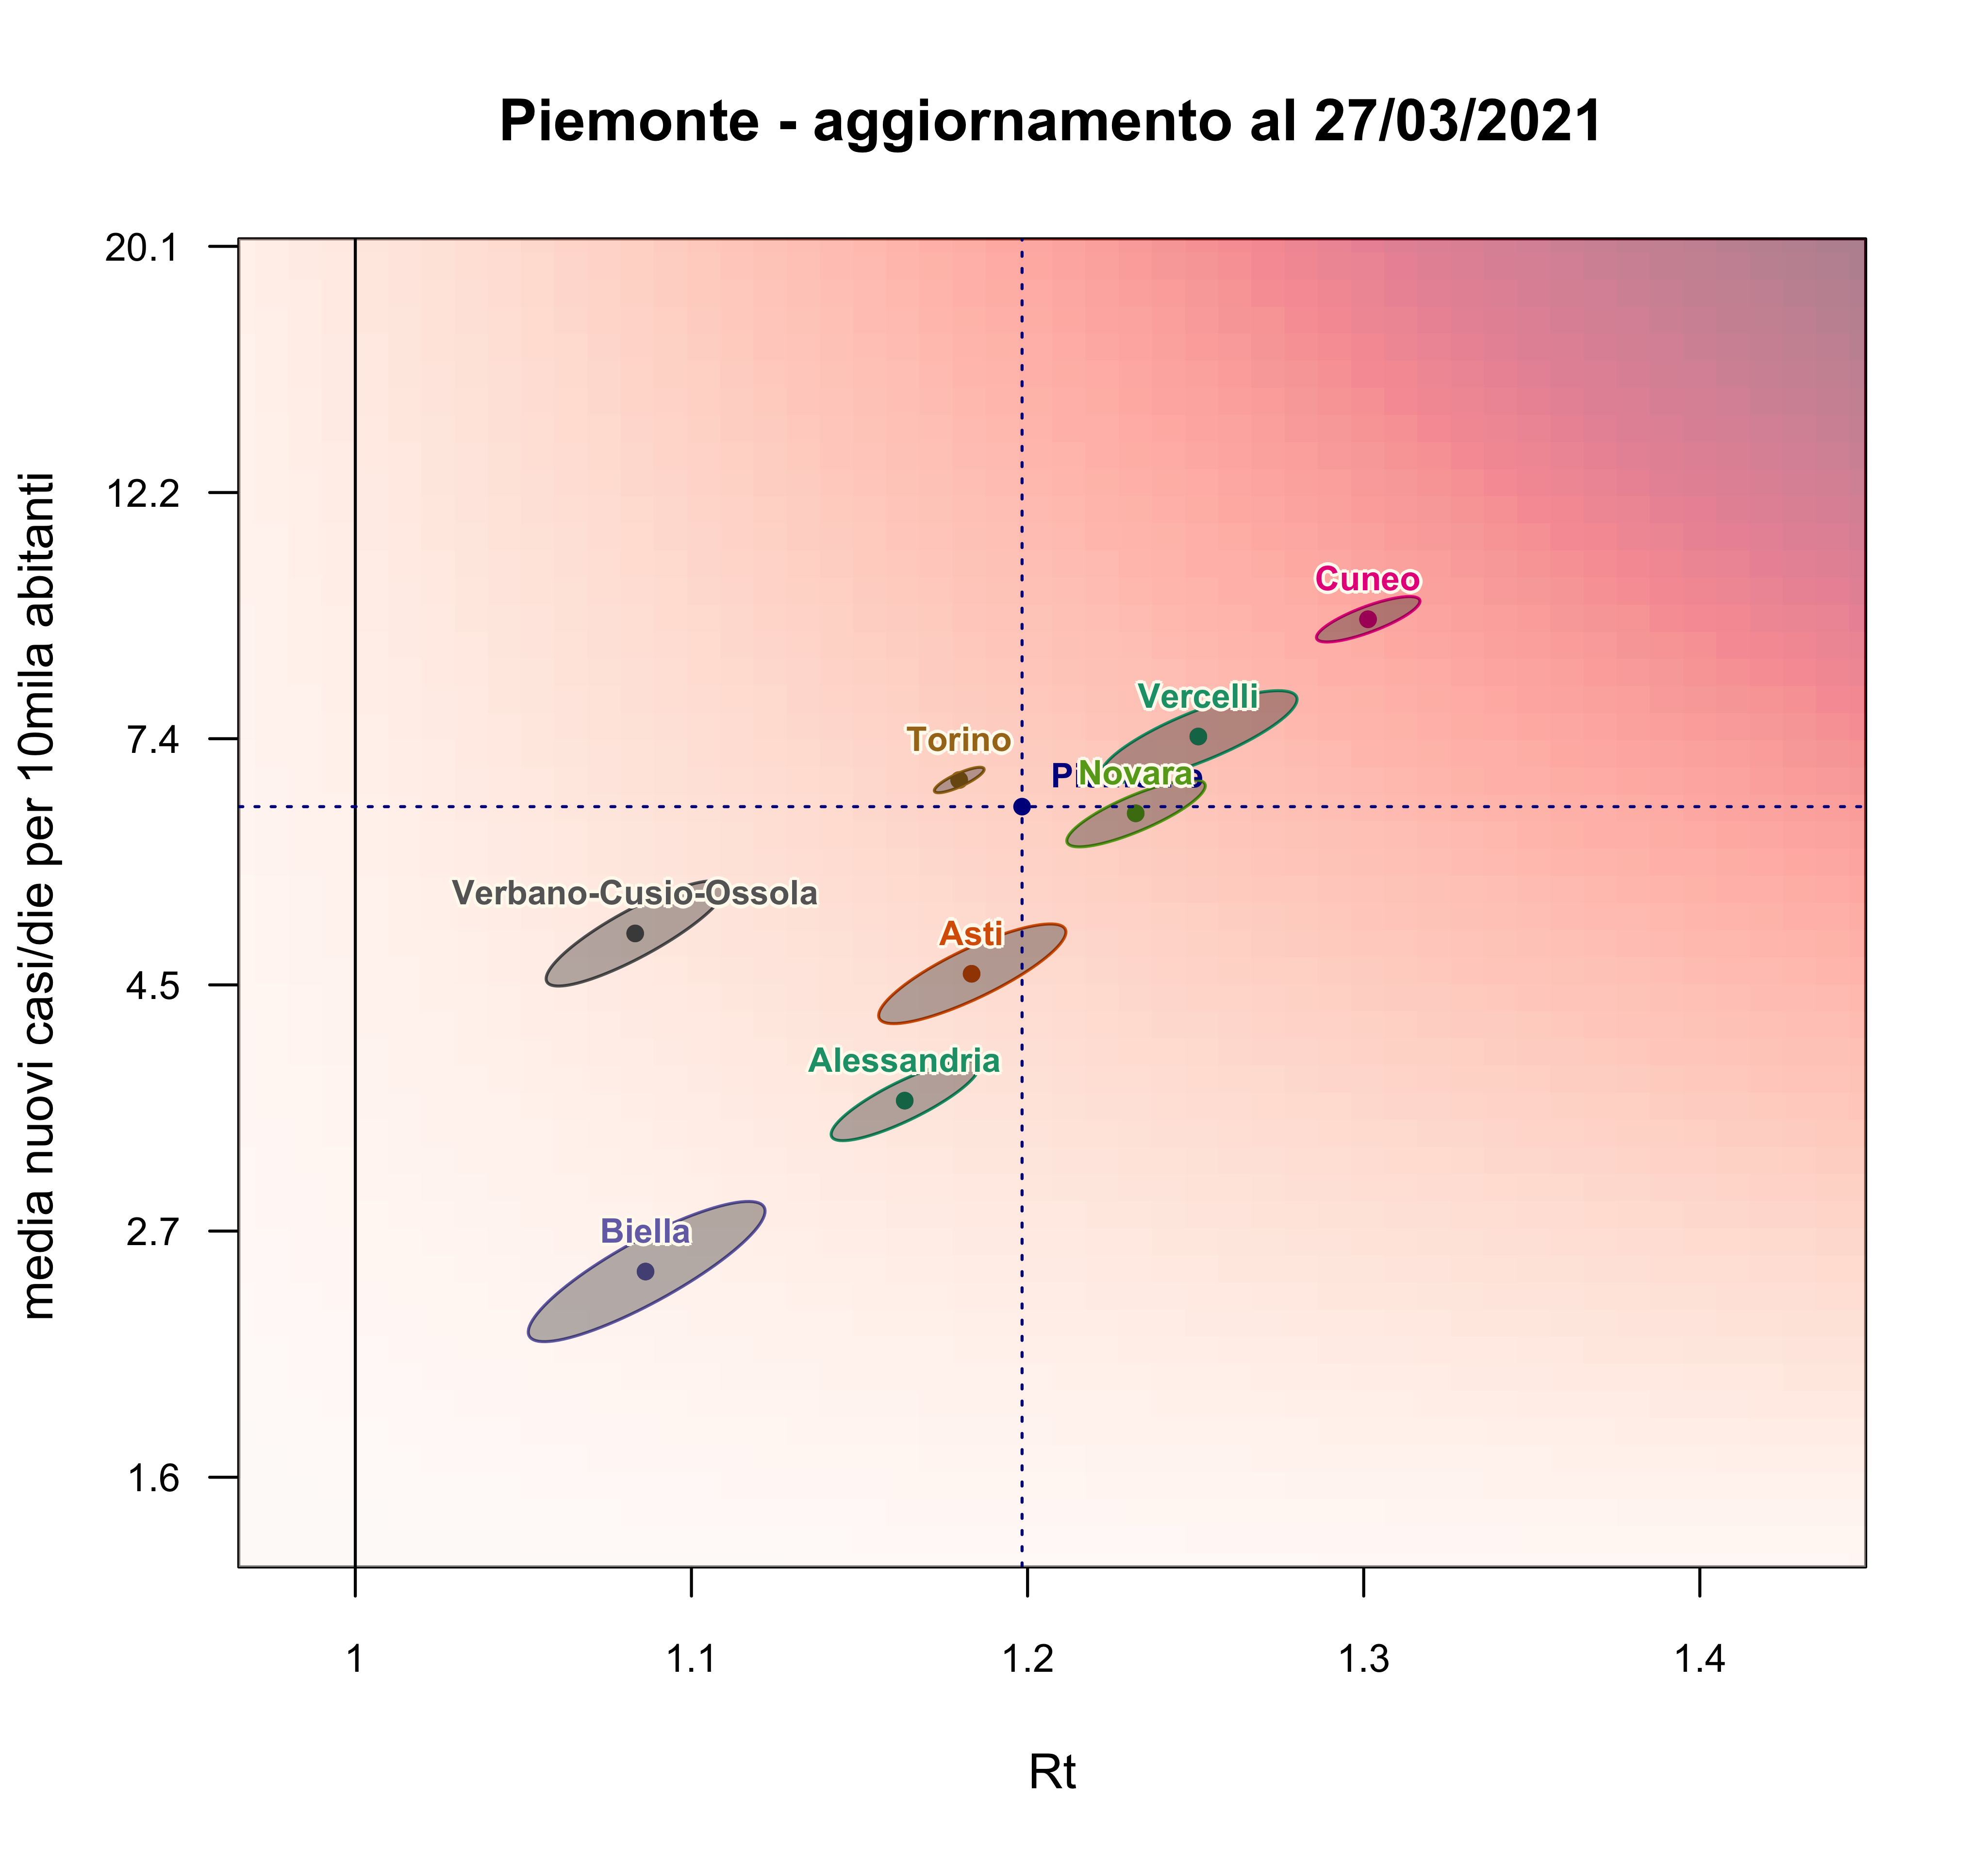 Piemonte - aggiornamento al 27/03/2021
media nuovi casi/die per 10mila abitanti
20.1
12.2
7.4
4.5
2.7
1.6
Cuneo
Vercelli
Torino
Novara
Verbano-Cusio-Ossola
Asti
Alessandria
Biella
1
1.1
1.2
1.3
1.4
Rt